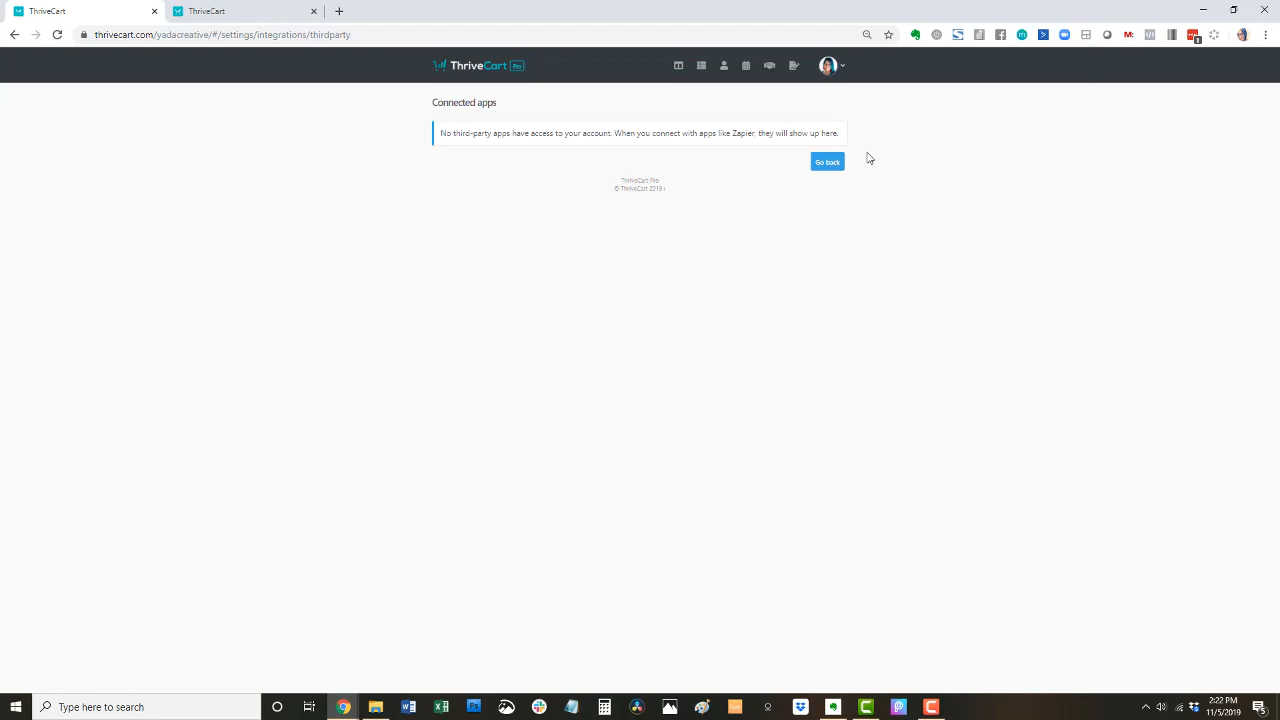 ThriveCart
ThriveCart
thrivecart.com/yadacreative/#/settings/integrations/thirdparty
ThriveCart Pro
Connected apps
No third-party apps have access to your account. When you connect with apps like Zapier, they will show up here.
Go back
ThriveCart Pro
© ThriveCart 2019+
Type here to search
2:22 PM
11/5/2019